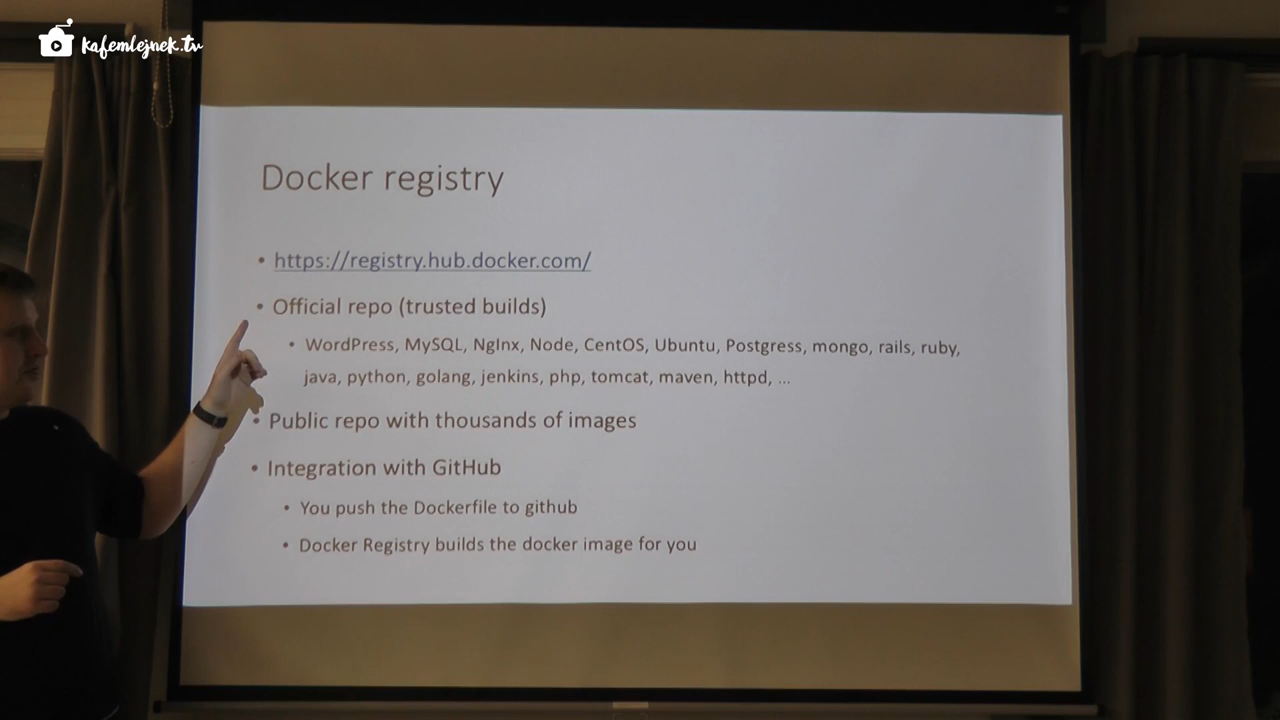 kafemlejnek.tv
Docker registry
• https://registry.hub.docker.com/
• Official repo (trusted builds)
• WordPress, MySQL, NgInx, Node, CentOS, Ubuntu, Postgress, mongo, rails, ruby,
java, python, golang, jenkins, php, tomcat, maven, httpd, ...
• Public repo with thousands of images
• Integration with GitHub
• You push the Dockerfile to github
• Docker Registry builds the docker image for you